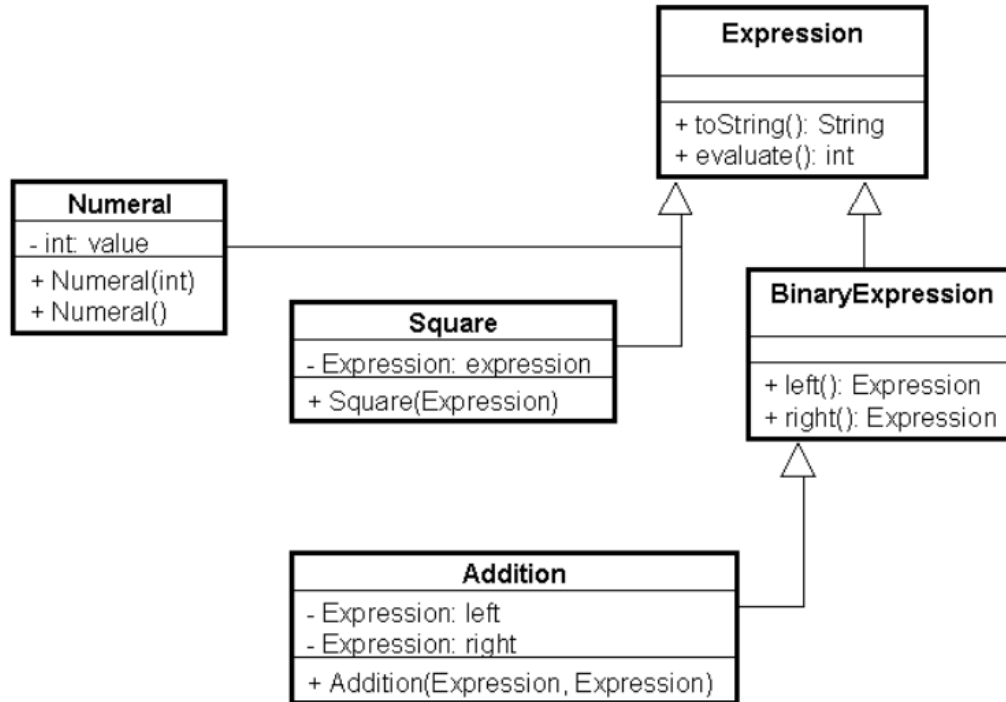 Expression
+ toString(): String
+ evaluate(): int
Numeral
- int: value
+ Numeral(int)
+ Numeral()
Square
- Expression: expression
+ Square(Expression)
BinaryExpression
+ left(): Expression
+ right(): Expression
Addition
- Expression: left
- Expression: right
+ Addition(Expression, Expression)